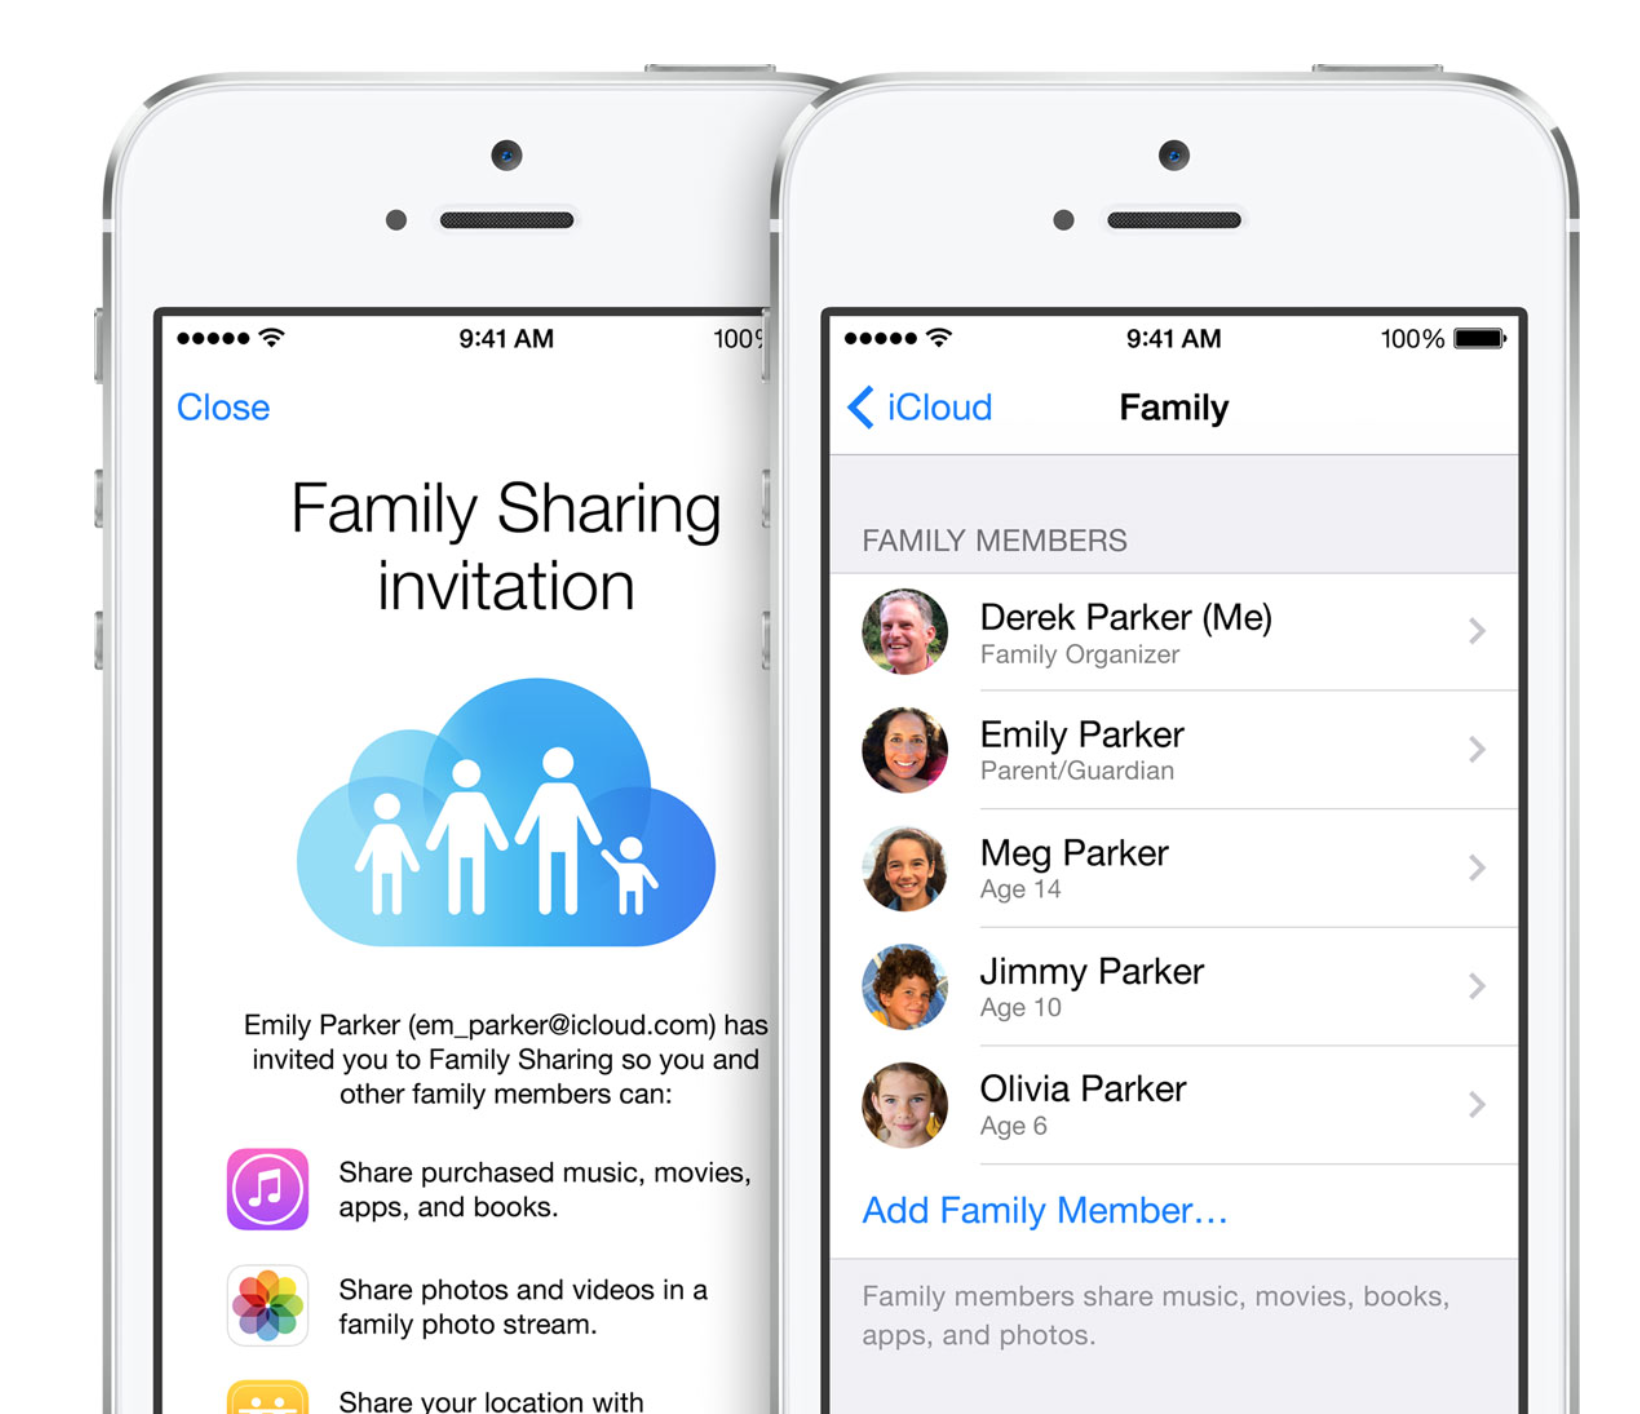 9:41 AM
Close
Family Sharing
invitation
Emily Parker (em_parker@icloud.com) has
invited you to Family Sharing so you and
other family members can:
Share purchased music, movies,
apps, and books.
Share photos and videos in a
family photo stream.
Share your location with
9:41 AM 100%
iCloud Family
FAMILY MEMBERS
Derek Parker (Me)
Family Organizer
Emily Parker
Parent/Guardian
Meg Parker
Age 14
Jimmy Parker
Age 10
Olivia Parker
Age 6
Add Family Member…
Family members share music, movies, books,
apps, and photos.